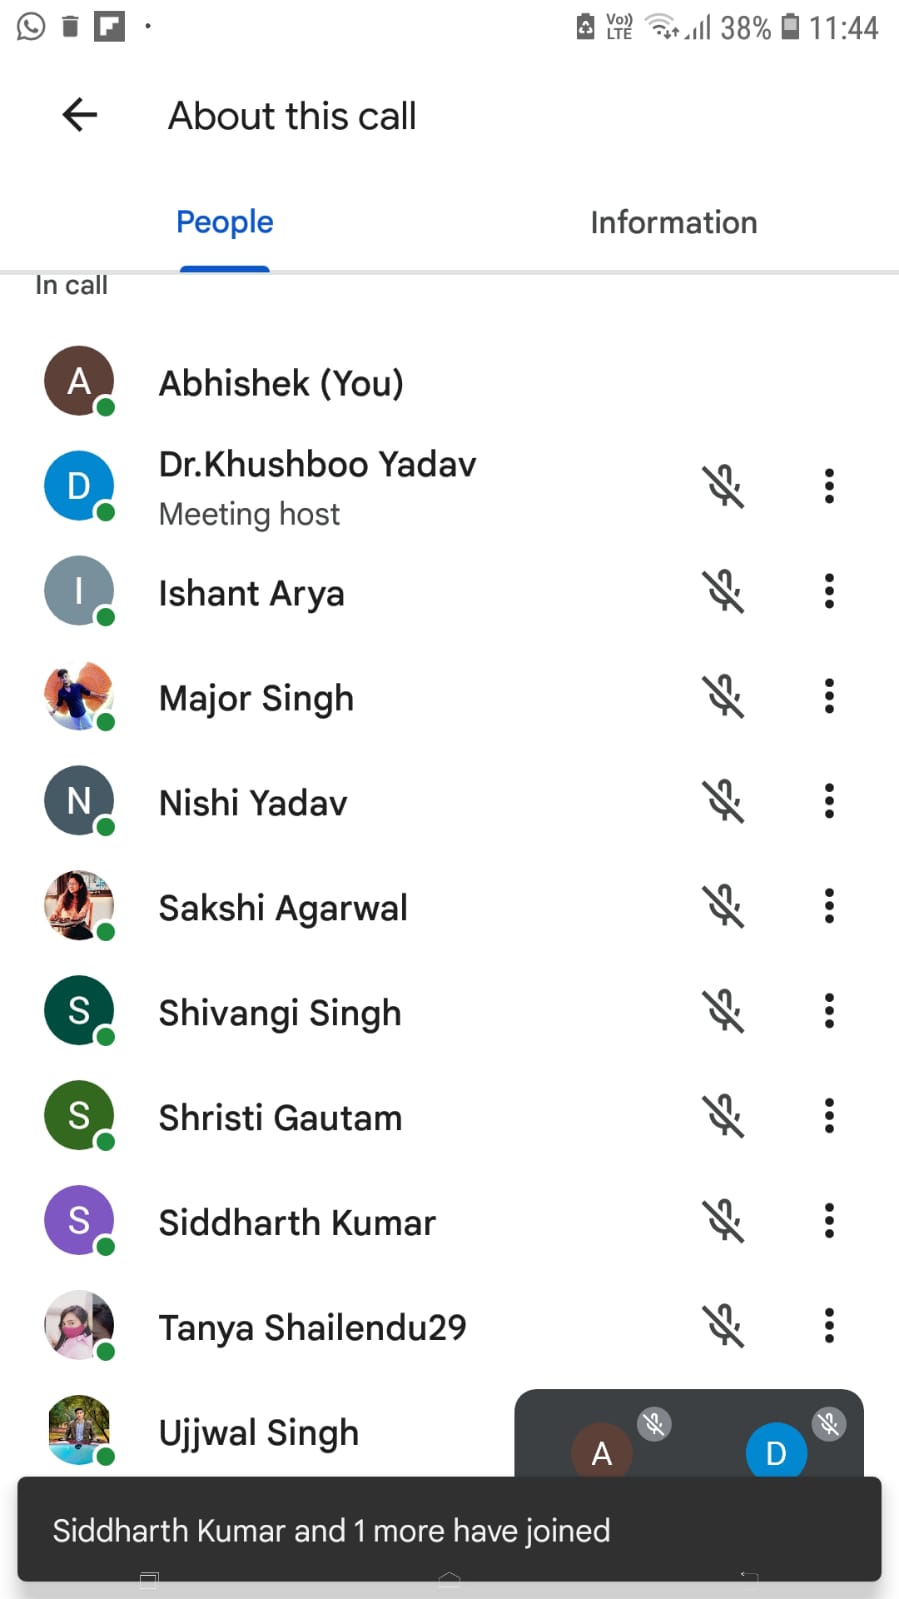 Vo)) LTE 38% 11:44
About this call
People Information
In call
A Abhishek (You)
D Dr.Khushboo Yadav
Meeting host
I Ishant Arya
Major Singh
N Nishi Yadav
Sakshi Agarwal
S Shivangi Singh
S Shristi Gautam
S Siddharth Kumar
Tanya Shailendu29
Ujjwal Singh
A D
Siddharth Kumar and 1 more have joined